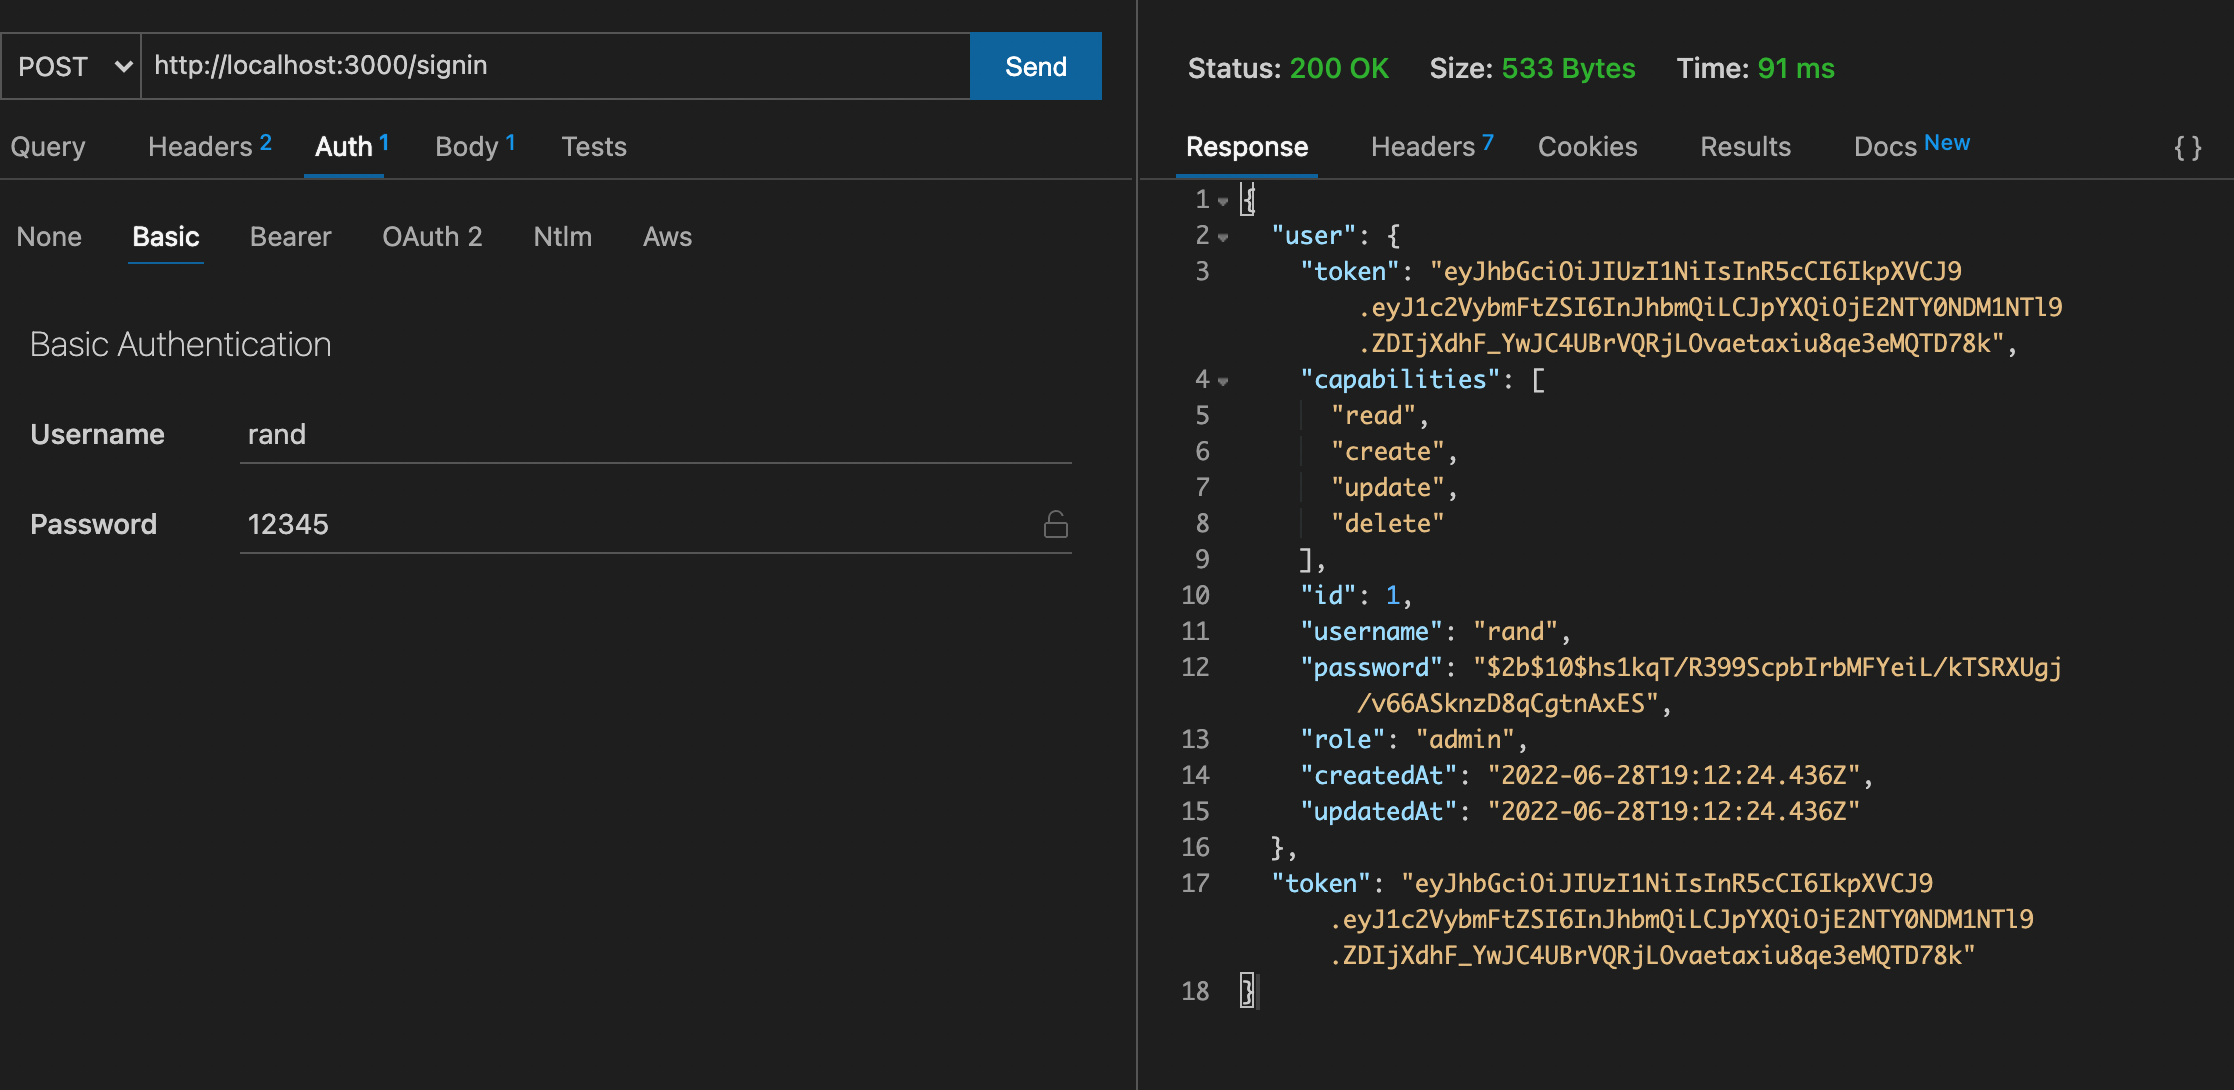 POST http://localhost:3000/signin Send
Query Headers 2 Auth 1 Body 1 Tests
None Basic Bearer OAuth 2 Ntlm Aws
Basic Authentication
Username rand
Password 12345
Status: 200 OK Size: 533 Bytes Time: 91 ms
Response Headers 7 Cookies Results Docs New { }
1 {
2 "user": {
3 "token": "eyJhbGciOiJIUzI1NiIsInR5cCI6IkpXVCJ9
.eyJ1c2VybmFtZSI6InJhbmQiLCJpYXQiOjE2NTY0NDM1NTl9
.ZDIjXdhF_YwJC4UBrVQRjLOvaetaxiu8qe3eMQTD78k",
4 "capabilities": [
5 "read",
6 "create",
7 "update",
8 "delete"
9 ],
10 "id": 1,
11 "username": "rand",
12 "password": "$2b$10$hs1kqT/R399ScpbIrbMFYeiL/kTSRXUgj
/v66ASknzD8qCgtnAxES",
13 "role": "admin",
14 "createdAt": "2022-06-28T19:12:24.436Z",
15 "updatedAt": "2022-06-28T19:12:24.436Z"
16 },
17 "token": "eyJhbGciOiJIUzI1NiIsInR5cCI6IkpXVCJ9
.eyJ1c2VybmFtZSI6InJhbmQiLCJpYXQiOjE2NTY0NDM1NTl9
.ZDIjXdhF_YwJC4UBrVQRjLOvaetaxiu8qe3eMQTD78k"
18 }